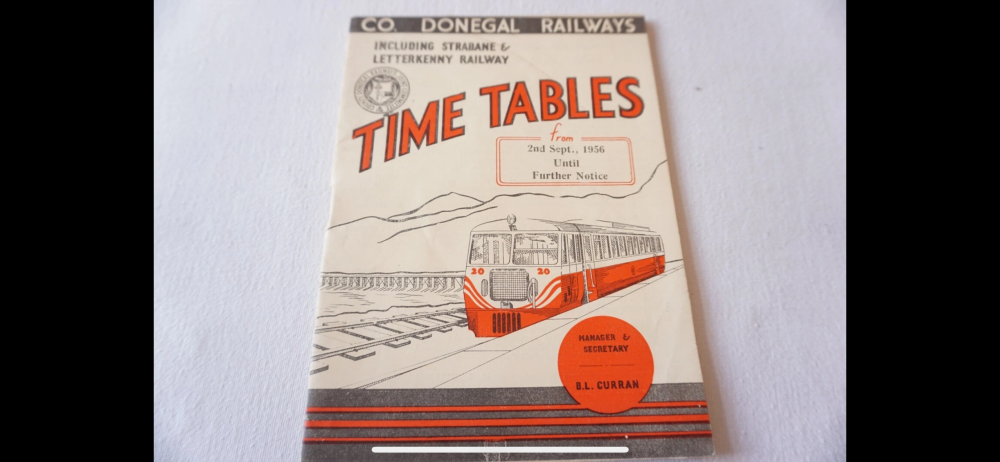 CO. DONEGAL RAILWAYS
INCLUDING STRABANE &
LETTERKENNY RAILWAY
TIME TABLES
from
2nd Sept., 1956
Until
Further Notice
20 20
MANAGER &
SECRETARY
B.L. CURRAN